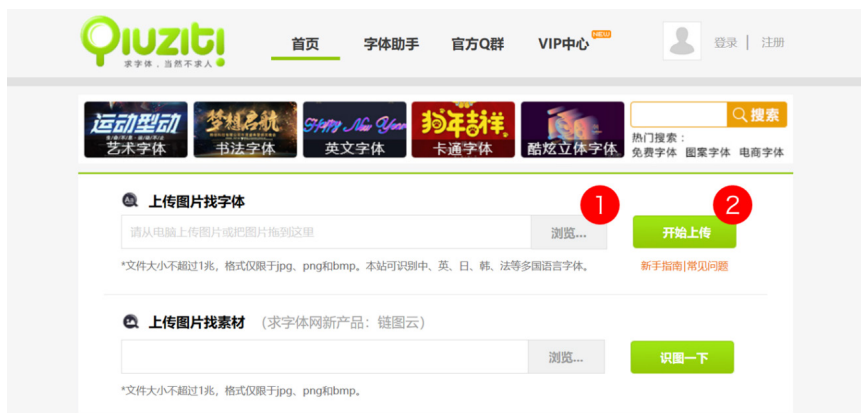 Qiuziti
求字体，当然不求人
首页 字体助手 官方Q群 VIP中心 NEW 登录 | 注册
运动型动 梦想启航 Happy New Year 狗年吉祥
艺术字体 书法字体 英文字体 卡通字体 酷炫立体字体
搜索
热门搜索：
免费字体 图案字体 电商字体
上传图片找字体
1 2
请从电脑上传图片或把图片拖到这里 浏览... 开始上传
*文件大小不超过1兆，格式仅限于jpg、png和bmp。本站可识别中、英、日、韩、法等多国语言字体。 新手指南|常见问题
上传图片找素材 （求字体网新产品：链图云）
浏览... 识图一下
*文件大小不超过1兆，格式仅限于jpg、png和bmp。